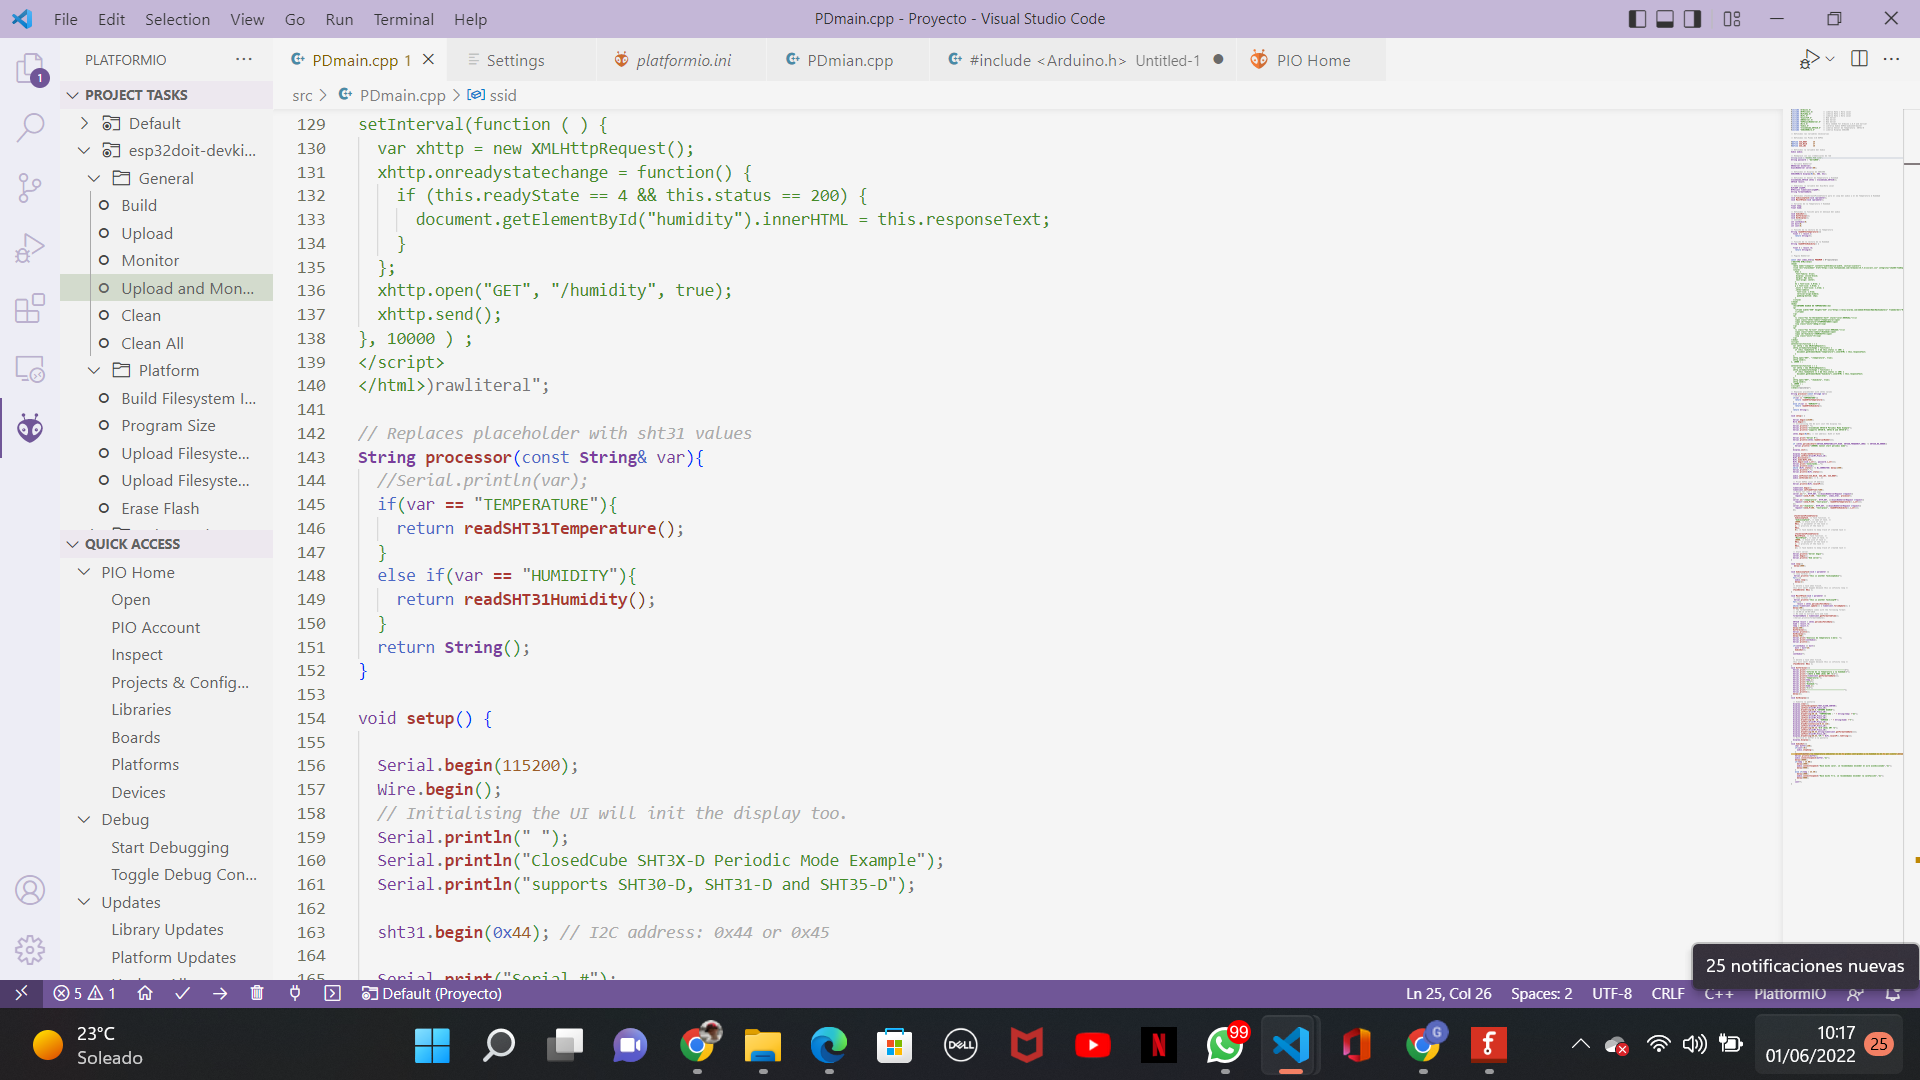 File Edit Selection View Go Run Terminal Help
PDmain.cpp - Proyecto - Visual Studio Code
PLATFORMIO
PDmain.cpp 1
Settings
platformio.ini
PDmian.cpp
#include <Arduino.h> Untitled-1
PIO Home
src > PDmain.cpp > ssid
PROJECT TASKS
Default
esp32doit-devki...
General
Build
Upload
Monitor
Upload and Mon...
Clean
Clean All
Platform
Build Filesystem I...
Program Size
Upload Filesyste...
Upload Filesyste...
Erase Flash
QUICK ACCESS
PIO Home
Open
PIO Account
Inspect
Projects & Config...
Libraries
Boards
Platforms
Devices
Debug
Start Debugging
Toggle Debug Con...
Updates
Library Updates
Platform Updates
1
129 setInterval(function ( ) {
130 var xhttp = new XMLHttpRequest();
131 xhttp.onreadystatechange = function() {
132 if (this.readyState == 4 && this.status == 200) {
133 document.getElementById("humidity").innerHTML = this.responseText;
134 }
135 };
136 xhttp.open("GET", "/humidity", true);
137 xhttp.send();
138 }, 10000 ) ;
139 </script>
140 </html>)rawliteral";
141
142 // Replaces placeholder with sht31 values
143 String processor(const String& var){
144 //Serial.println(var);
145 if(var == "TEMPERATURE"){
146 return readSHT31Temperature();
147 }
148 else if(var == "HUMIDITY"){
149 return readSHT31Humidity();
150 }
151 return String();
152 }
153
154 void setup() {
155
156 Serial.begin(115200);
157 Wire.begin();
158 // Initialising the UI will init the display too.
159 Serial.println(" ");
160 Serial.println("ClosedCube SHT3X-D Periodic Mode Example");
161 Serial.println("supports SHT30-D, SHT31-D and SHT35-D");
162
163 sht31.begin(0x44); // I2C address: 0x44 or 0x45
164
165 Serial.print("Serial #");
25 notificaciones nuevas
5 1
Default (Proyecto)
Ln 25, Col 26 Spaces: 2 UTF-8 CRLF C++ PlatformIO
23°C
Soleado
DELL
N
99
G
10:17
01/06/2022
25